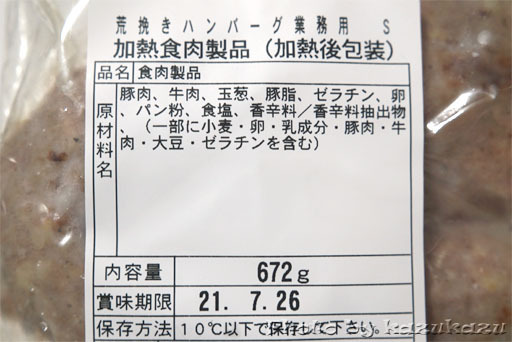 荒挽きハンバーグ業務用 S
加熱食肉製品(加熱後包装)
品名 食肉製品
原材料名
豚肉、牛肉、玉葱、豚脂、ゼラチン、卵
、パン粉、食塩、香辛料／香辛料抽出物
、(一部に小麦・卵・乳成分・豚肉・牛
肉・大豆・ゼラチンを含む)
内容量 672g
賞味期限 21. 7.26
保存方法 10℃以下で保存して下さい。
by kazukazu